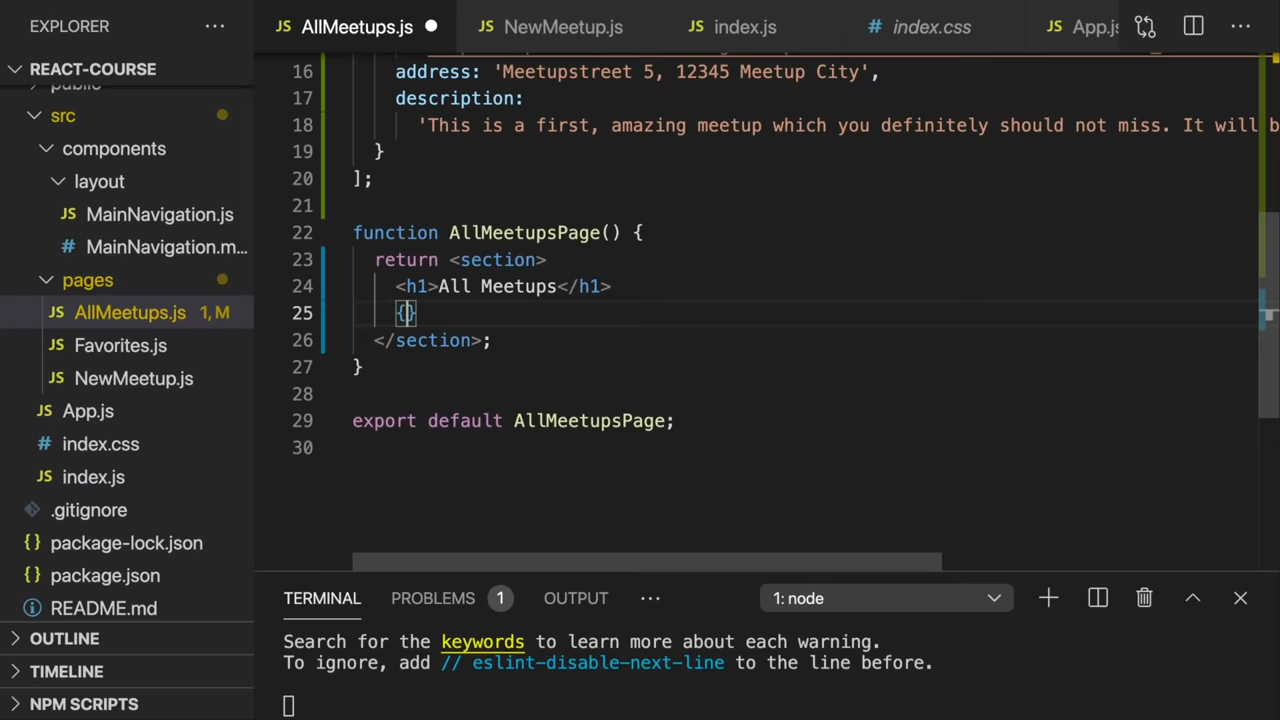 EXPLORER
···
JS AllMeetups.js
JS NewMeetup.js
JS index.js
# index.css
JS App.js
···
REACT-COURSE
public
src
components
layout
JS MainNavigation.js
# MainNavigation.m...
pages
JS AllMeetups.js 1, M
JS Favorites.js
JS NewMeetup.js
JS App.js
# index.css
JS index.js
.gitignore
{} package-lock.json
{} package.json
README.md
OUTLINE
TIMELINE
NPM SCRIPTS
16 address: 'Meetupstreet 5, 12345 Meetup City',
17 description:
18 'This is a first, amazing meetup which you definitely should not miss. It will b
19 }
20 ];
21
22 function AllMeetupsPage() {
23 return <section>
24 <h1>All Meetups</h1>
25 {}
26 </section>;
27 }
28
29 export default AllMeetupsPage;
30
TERMINAL PROBLEMS 1 OUTPUT ··· 1: node
Search for the keywords to learn more about each warning.
To ignore, add // eslint-disable-next-line to the line before.